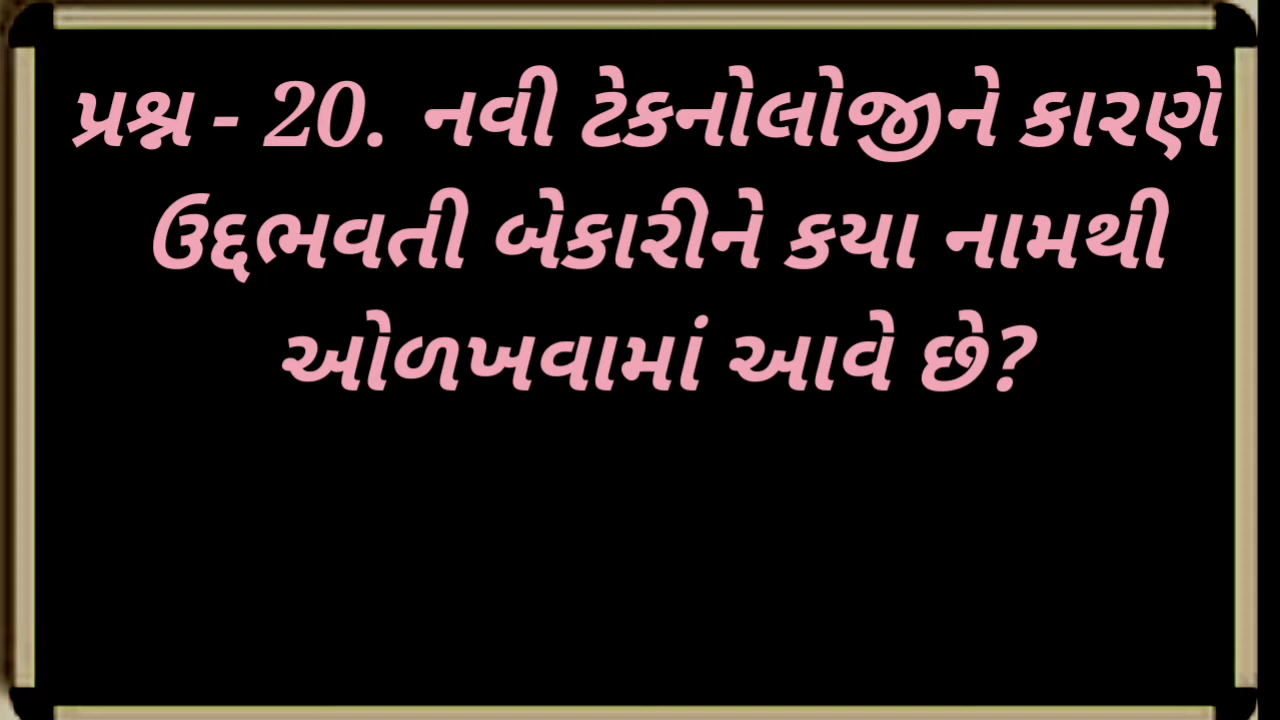 પ્રશ્ન - 20. નવી ટેકનોલોજીને કારણે
ઉદ્દભવતી બેકારીને કયા નામથી
ઓળખવામાં આવે છે?